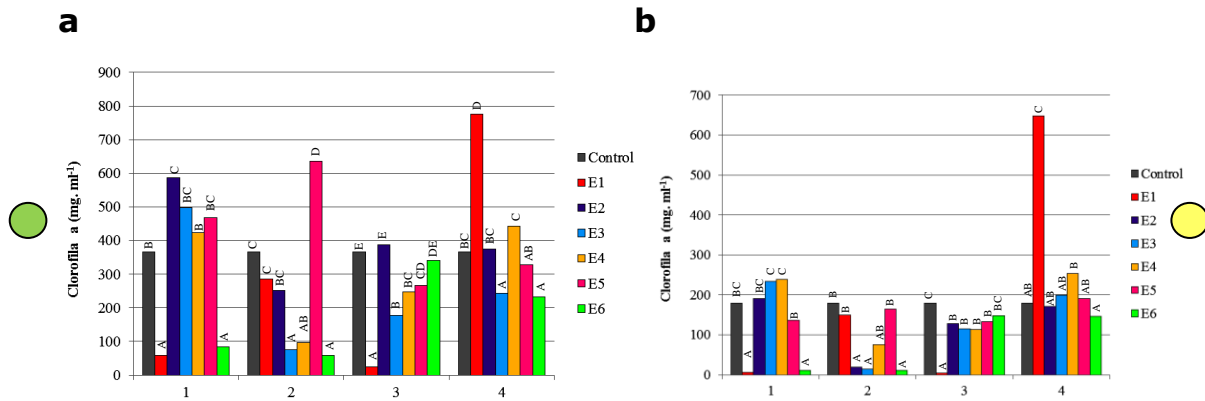 a
b
900
800
700
600
500
400
300
200
100
0
Clorofila a (mg. ml-1)
B A C BC B BC A
C C BC A AB D A
E A E B BC CD DE
BC D BC A C AB A
1 2 3 4
Control
E1
E2
E3
E4
E5
E6
700
600
500
400
300
200
100
0
Clorofila a (mg. ml-1)
BC A BC C C B A
B B A A AB B A
C A B B B B BC
AB C AB AB B AB A
1 2 3 4
Control
E1
E2
E3
E4
E5
E6